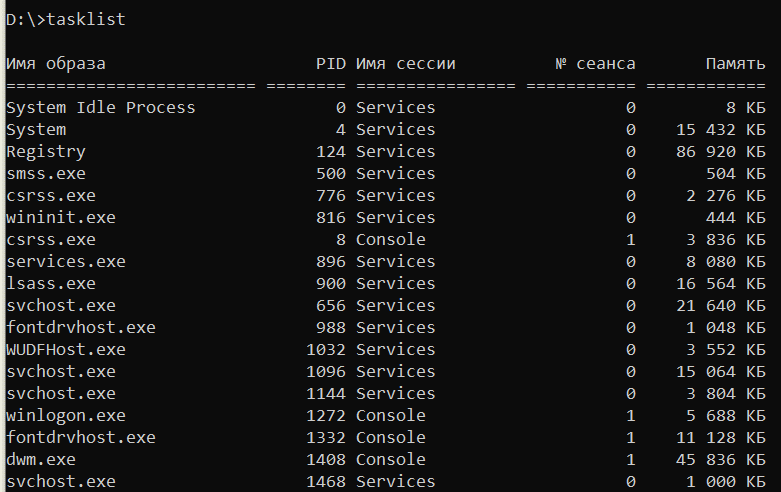 D:\>tasklist
Имя образа                     PID Имя сессии          № сеанса       Память
========================= ======== ================ =========== ============
System Idle Process              0 Services                   0         8 КБ
System                           4 Services                   0    15 432 КБ
Registry                       124 Services                   0    86 920 КБ
smss.exe                       500 Services                   0       504 КБ
csrss.exe                      776 Services                   0     2 276 КБ
wininit.exe                    816 Services                   0       444 КБ
csrss.exe                        8 Console                    1     3 836 КБ
services.exe                   896 Services                   0     8 080 КБ
lsass.exe                      900 Services                   0    16 564 КБ
svchost.exe                    656 Services                   0    21 640 КБ
fontdrvhost.exe                988 Services                   0     1 048 КБ
WUDFHost.exe                  1032 Services                   0     3 552 КБ
svchost.exe                   1096 Services                   0    15 064 КБ
svchost.exe                   1144 Services                   0     3 804 КБ
winlogon.exe                  1272 Console                    1     5 688 КБ
fontdrvhost.exe               1332 Console                    1    11 128 КБ
dwm.exe                       1408 Console                    1    45 836 КБ
svchost.exe                   1468 Services                   0     1 000 КБ